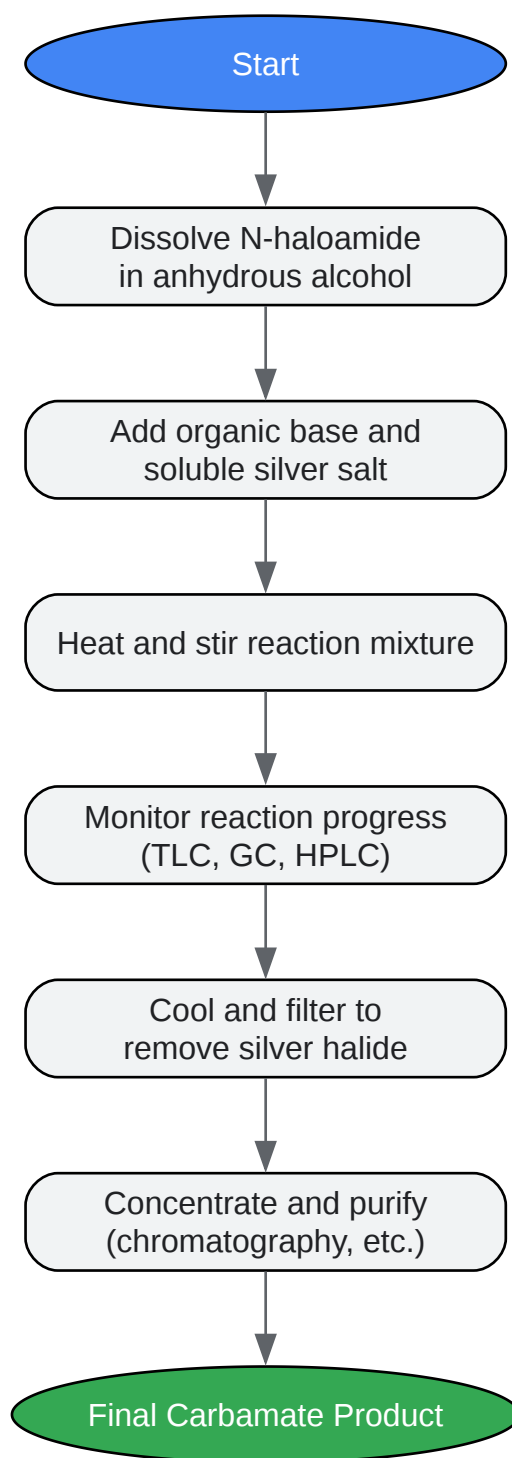 Start
Dissolve N-haloamide
in anhydrous alcohol
Add organic base and
soluble silver salt
Heat and stir reaction mixture
Monitor reaction progress
(TLC, GC, HPLC)
Cool and filter to
remove silver halide
Concentrate and purify
(chromatography, etc.)
Final Carbamate Product